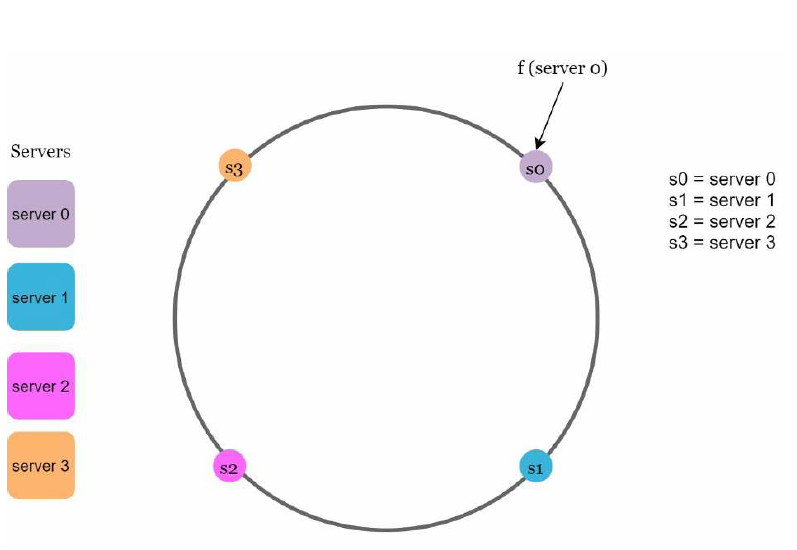 f (server 0)
Servers
server 0
server 1
server 2
server 3
s3
s0
s2
s1
s0 = server 0
s1 = server 1
s2 = server 2
s3 = server 3